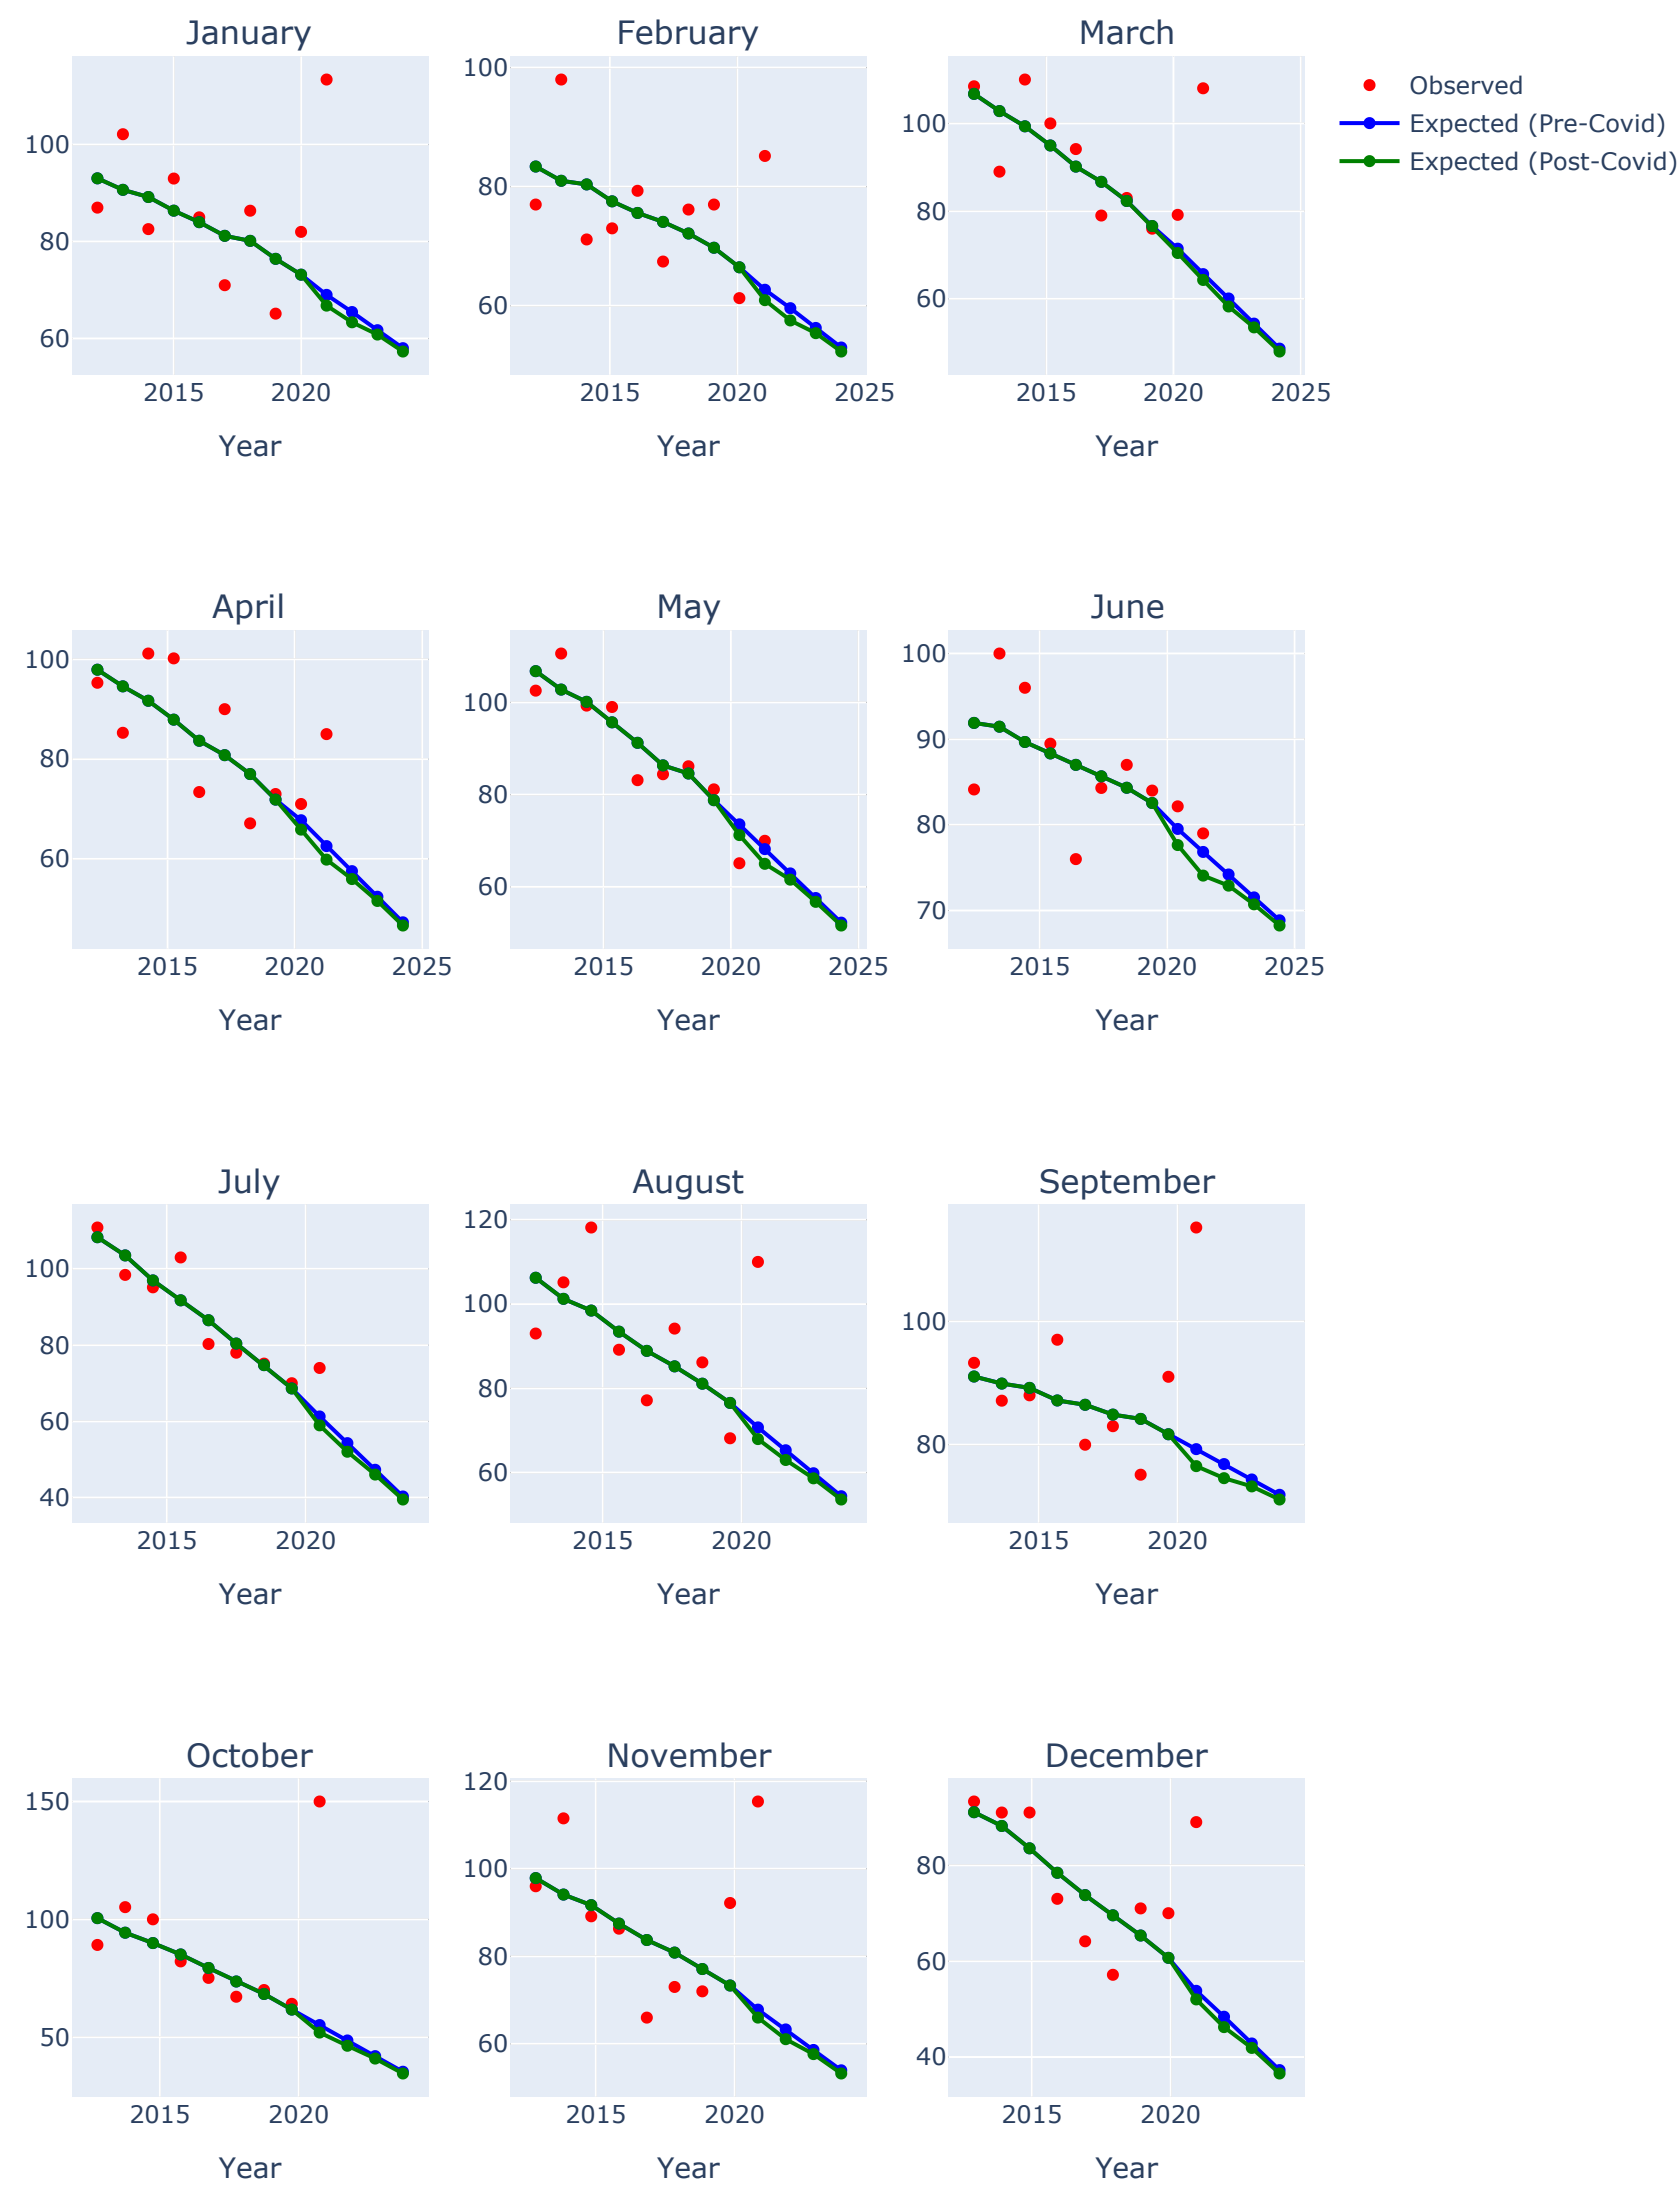 January
February
March
Observed
Expected (Pre-Covid)
Expected (Post-Covid)
100
80
60
2015
2020
Year
100
80
60
2015
2020
2025
Year
100
80
60
2015
2020
2025
Year
April
May
June
100
80
60
2015
2020
2025
Year
100
80
60
2015
2020
2025
Year
100
90
80
70
2015
2020
2025
Year
July
August
September
100
80
60
40
2015
2020
Year
120
100
80
60
2015
2020
Year
100
80
2015
2020
Year
October
November
December
150
100
50
2015
2020
Year
120
100
80
60
2015
2020
Year
80
60
40
2015
2020
Year